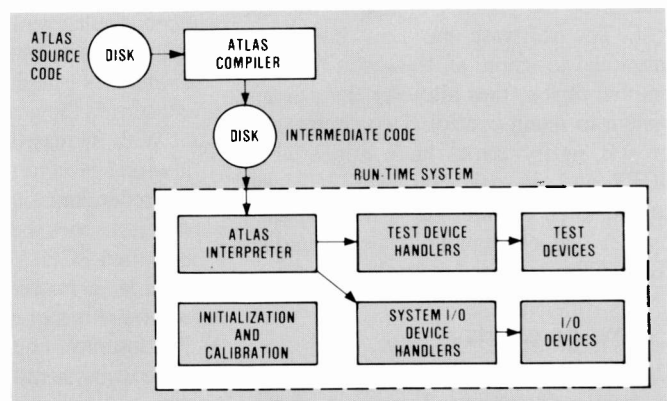 ATLAS
SOURCE
CODE
DISK
ATLAS
COMPILER
DISK
INTERMEDIATE CODE
RUN-TIME SYSTEM
ATLAS
INTERPRETER
TEST DEVICE
HANDLERS
TEST
DEVICES
INITIALIZATION
AND
CALIBRATION
SYSTEM I/O
DEVICE
HANDLERS
I/O
DEVICES